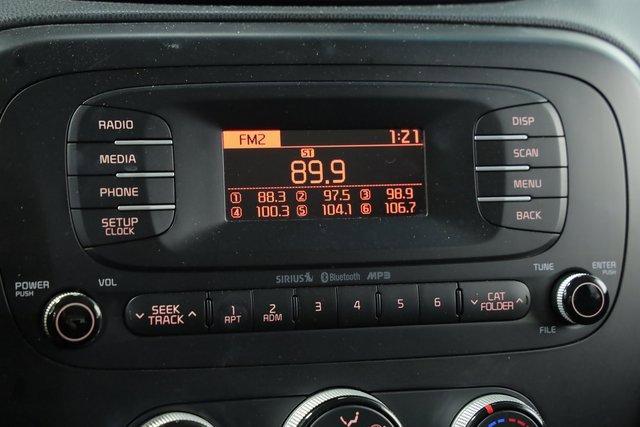 RADIO
MEDIA
PHONE
SETUP
CLOCK
FM2 1:21
ST
89.9
1 88.3 2 97.5 3 98.9
4 100.3 5 104.1 6 106.7
DISP
SCAN
MENU
BACK
SIRIUS Bluetooth MP3
POWER
PUSH
VOL
SEEK
TRACK
1
RPT
2
RDM
3
4
5
6
CAT
FOLDER
TUNE
ENTER
PUSH
FILE